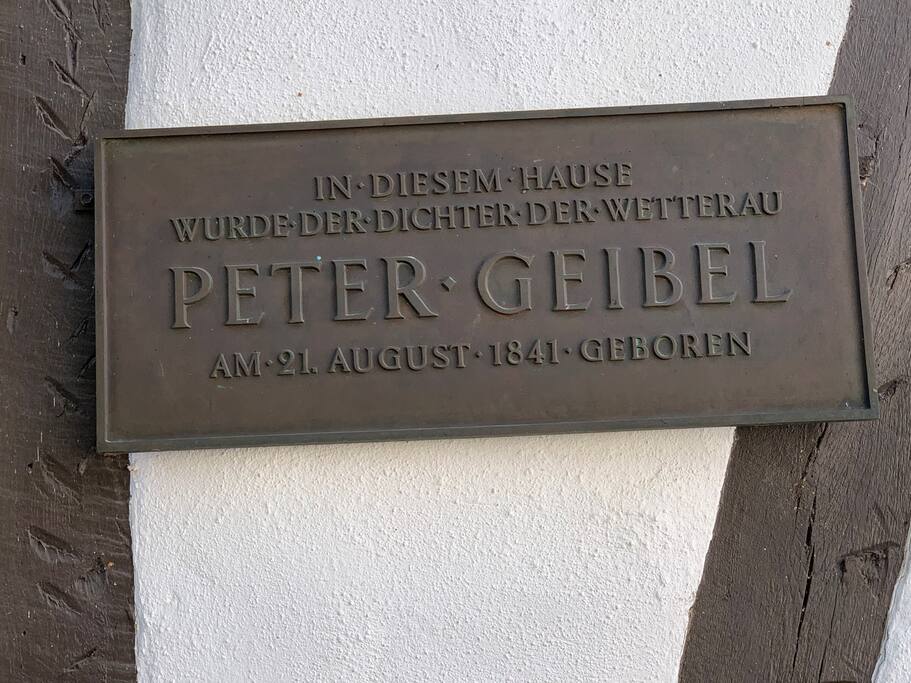 IN·DIESEM·HAUSE
WURDE·DER·DICHTER·DER·WETTERAU
PETER·GEIBEL
AM·21. AUGUST·1841·GEBOREN